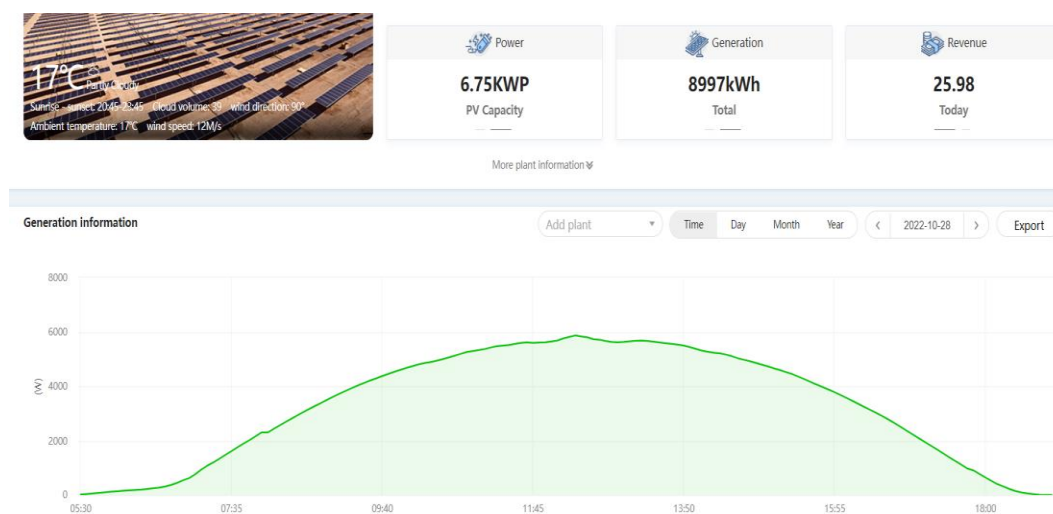 Power
Generation
Revenue
17℃ Partly Cloudy
6.75KWP
8997kWh
25.98
PV Capacity
Total
Today
Sunrise - sunset: 20:45-23:45 Cloud volume: 39 wind direction: 90°
Ambient temperature: 17℃ wind speed: 12M/s
More plant information
Generation information
Add plant
Time
Day
Month
Year
2022-10-28
Export
8000
6000
4000
2000
0
(W)
05:30
07:35
09:40
11:45
13:50
15:55
18:00